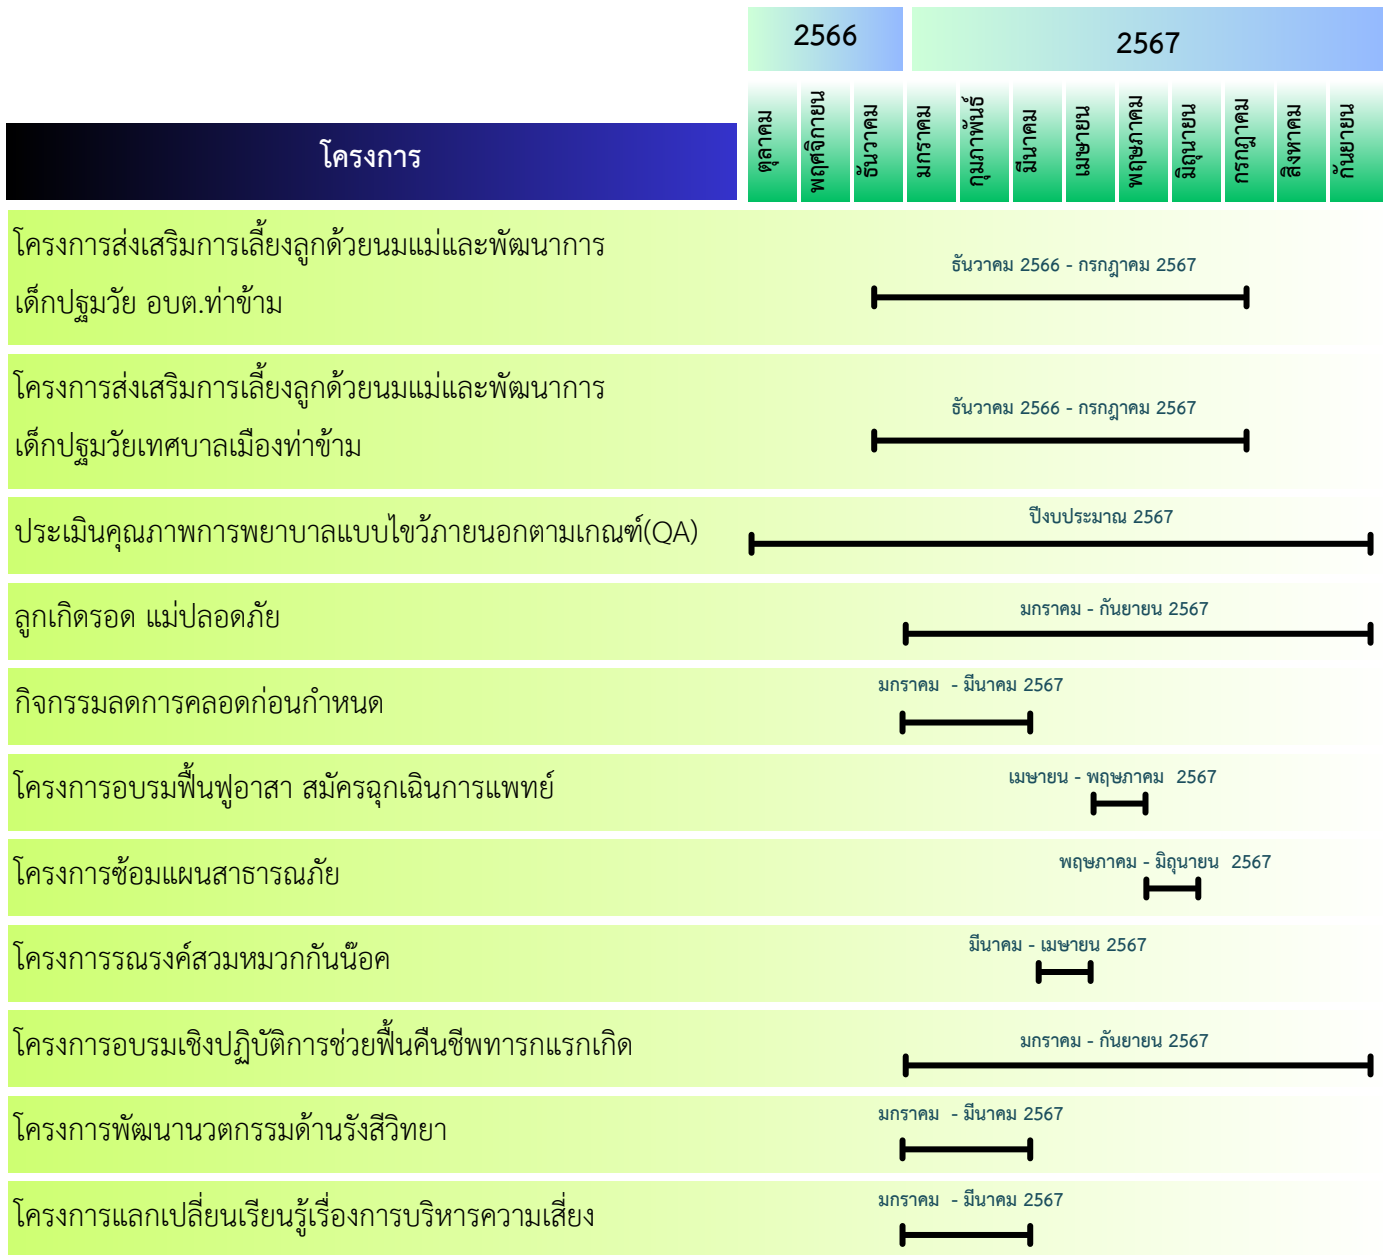 2566
2567
ตุลาคม
พฤศจิกายน
ธันวาคม
มกราคม
กุมภาพันธ์
มีนาคม
เมษายน
พฤษภาคม
มิถุนายน
กรกฎาคม
สิงหาคม
กันยายน
โครงการ
โครงการส่งเสริมการเลี้ยงลูกด้วยนมแม่และพัฒนาการ
เด็กปฐมวัย อบต.ท่าข้าม
ธันวาคม 2566 - กรกฎาคม 2567
โครงการส่งเสริมการเลี้ยงลูกด้วยนมแม่และพัฒนาการ
เด็กปฐมวัยเทศบาลเมืองท่าข้าม
ธันวาคม 2566 - กรกฎาคม 2567
ประเมินคุณภาพการพยาบาลแบบไขว้ภายนอกตามเกณฑ์(QA)
ปีงบประมาณ 2567
ลูกเกิดรอด แม่ปลอดภัย
มกราคม - กันยายน 2567
กิจกรรมลดการคลอดก่อนกำหนด
มกราคม - มีนาคม 2567
โครงการอบรมฟื้นฟูอาสา สมัครฉุกเฉินการแพทย์
เมษายน - พฤษภาคม 2567
โครงการซ้อมแผนสาธารณภัย
พฤษภาคม - มิถุนายน 2567
โครงการรณรงค์สวมหมวกกันน๊อค
มีนาคม - เมษายน 2567
โครงการอบรมเชิงปฏิบัติการช่วยฟื้นคืนชีพทารกแรกเกิด
มกราคม - กันยายน 2567
โครงการพัฒนานวตกรรมด้านรังสีวิทยา
มกราคม - มีนาคม 2567
โครงการแลกเปลี่ยนเรียนรู้เรื่องการบริหารความเสี่ยง
มกราคม - มีนาคม 2567